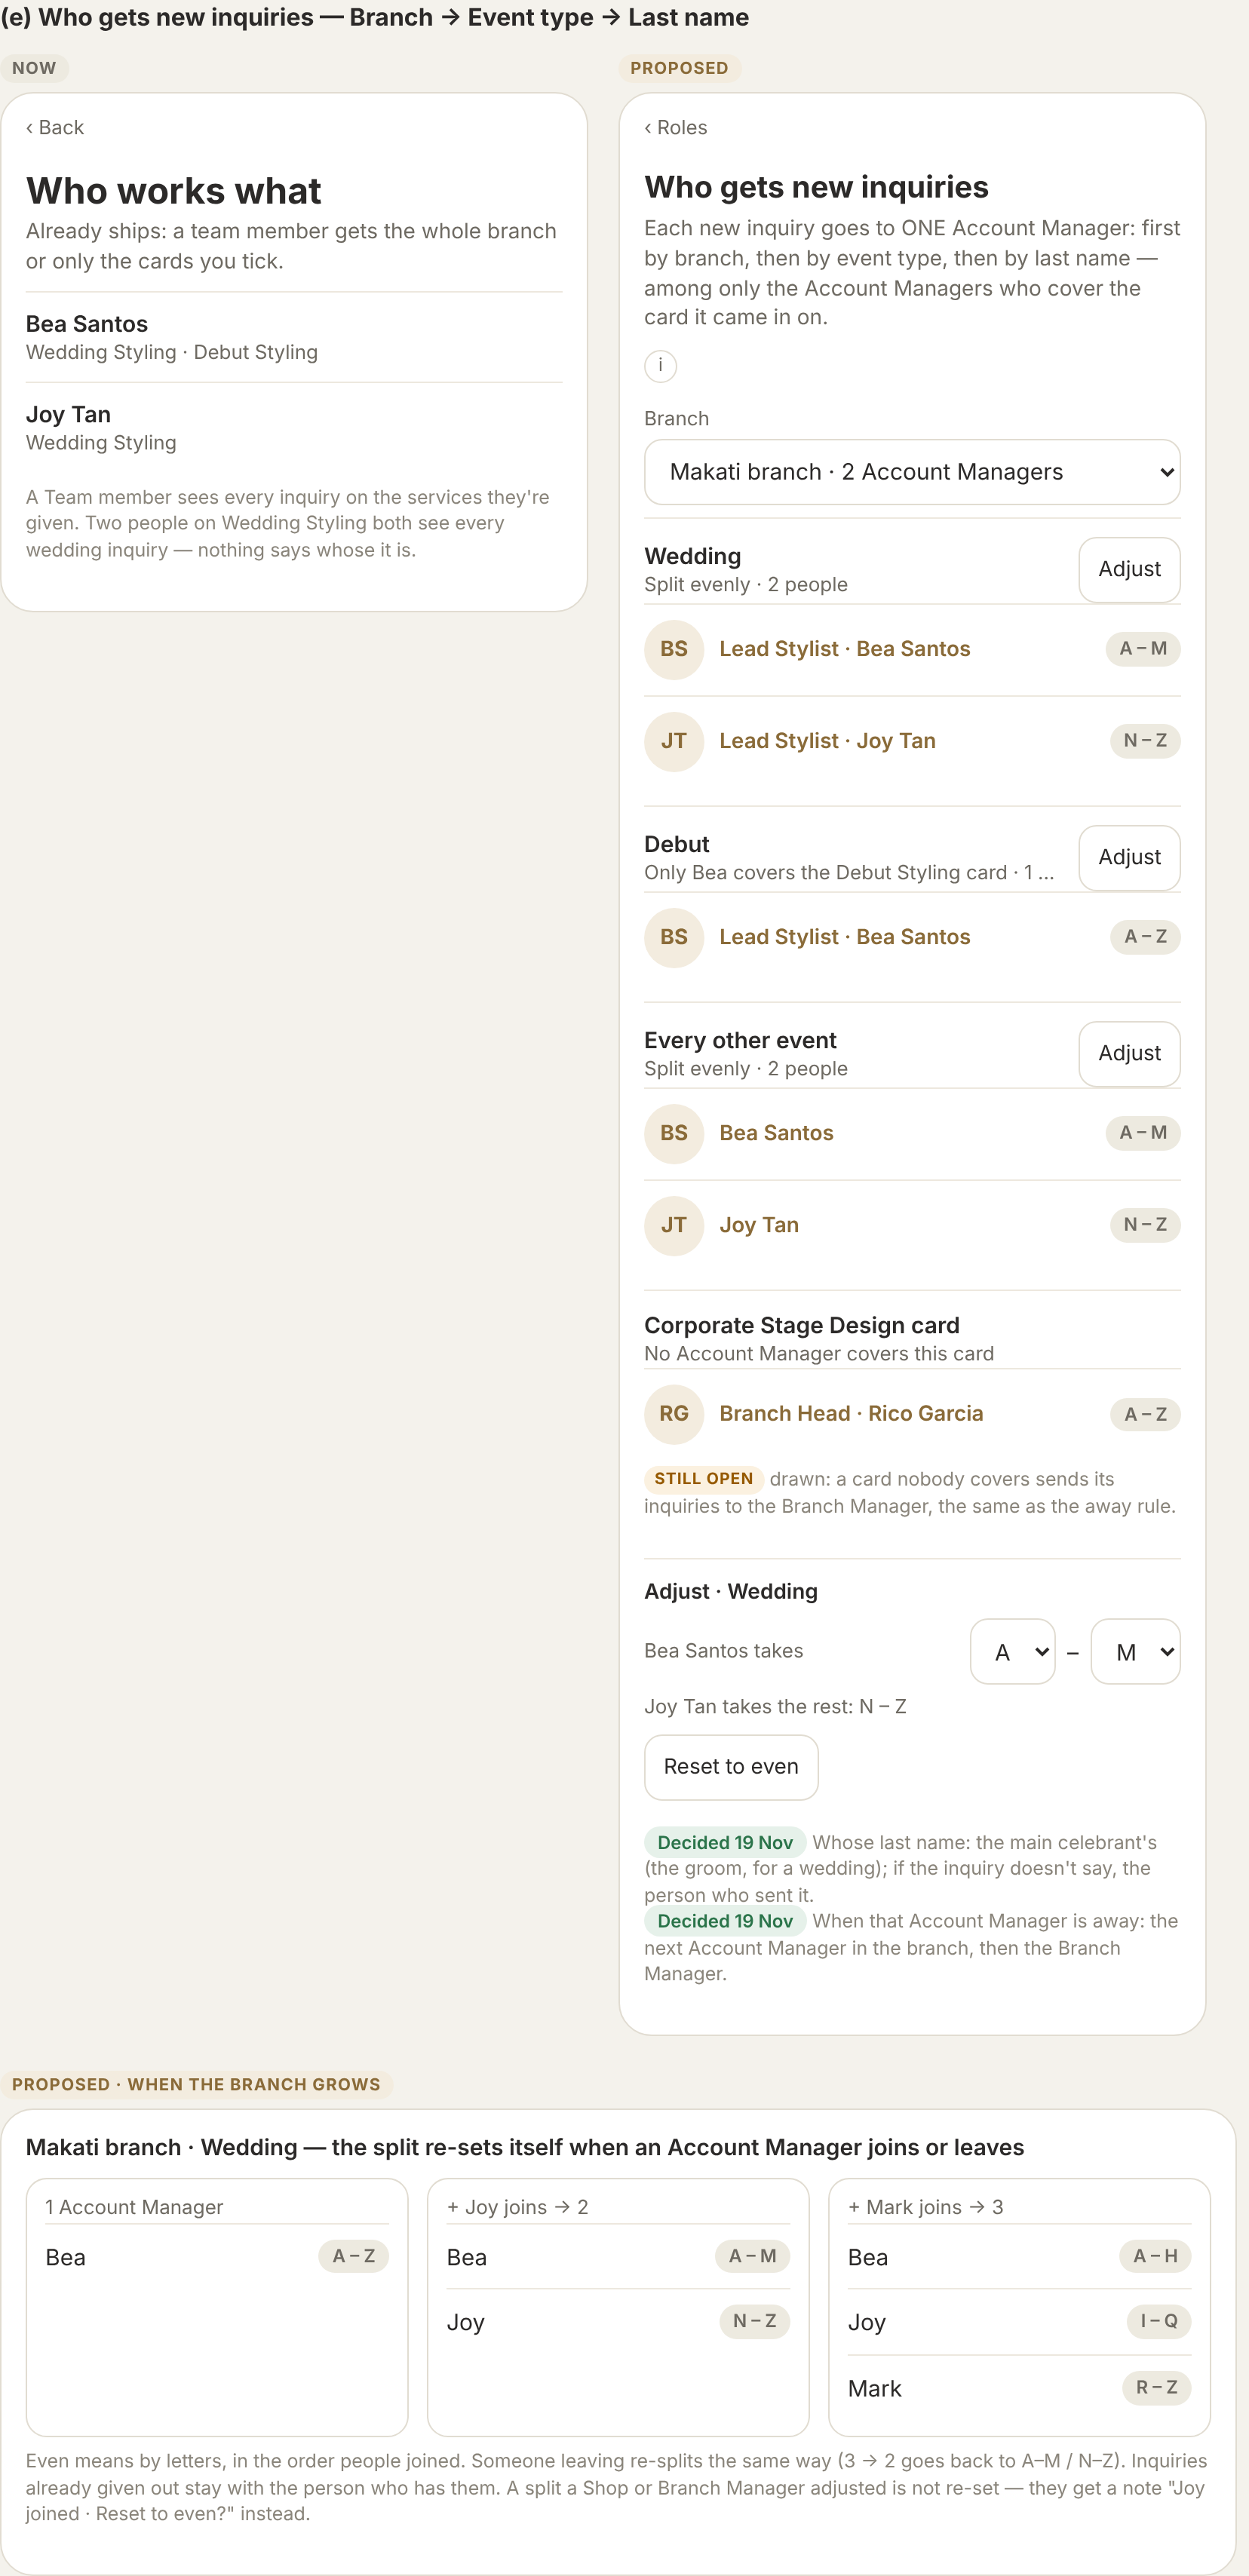 (e) Who gets new inquiries — Branch → Event type → Last name
NOW
‹ Back
Who works what
Already ships: a team member gets the whole branch
or only the cards you tick.
Bea Santos
Wedding Styling · Debut Styling
Joy Tan
Wedding Styling
A Team member sees every inquiry on the services they're
given. Two people on Wedding Styling both see every
wedding inquiry — nothing says whose it is.
PROPOSED
‹ Roles
Who gets new inquiries
Each new inquiry goes to ONE Account Manager: first
by branch, then by event type, then by last name —
among only the Account Managers who cover the
card it came in on.
i
Branch
Makati branch · 2 Account Managers
Wedding
Split evenly · 2 people
Adjust
BS Lead Stylist · Bea Santos A – M
JT Lead Stylist · Joy Tan N – Z
Debut
Only Bea covers the Debut Styling card · 1 ...
Adjust
BS Lead Stylist · Bea Santos A – Z
Every other event
Split evenly · 2 people
Adjust
BS Bea Santos A – M
JT Joy Tan N – Z
Corporate Stage Design card
No Account Manager covers this card
RG Branch Head · Rico Garcia A – Z
STILL OPEN drawn: a card nobody covers sends its
inquiries to the Branch Manager, the same as the away rule.
Adjust · Wedding
Bea Santos takes A – M
Joy Tan takes the rest: N – Z
Reset to even
Decided 19 Nov Whose last name: the main celebrant's
(the groom, for a wedding); if the inquiry doesn't say, the
person who sent it.
Decided 19 Nov When that Account Manager is away: the
next Account Manager in the branch, then the Branch
Manager.
PROPOSED · WHEN THE BRANCH GROWS
Makati branch · Wedding — the split re-sets itself when an Account Manager joins or leaves
1 Account Manager
Bea A – Z
+ Joy joins → 2
Bea A – M
Joy N – Z
+ Mark joins → 3
Bea A – H
Joy I – Q
Mark R – Z
Even means by letters, in the order people joined. Someone leaving re-splits the same way (3 → 2 goes back to A–M / N–Z). Inquiries
already given out stay with the person who has them. A split a Shop or Branch Manager adjusted is not re-set — they get a note "Joy
joined · Reset to even?" instead.